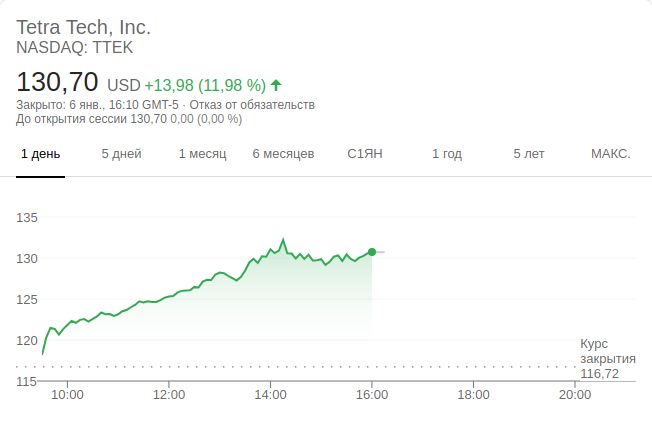 Tetra Tech, Inc.
NASDAQ: TTEK
130,70 USD +13,98 (11,98 %)
Закрыто: 6 янв., 16:10 GMT-5 · Отказ от обязательств
До открытия сессии 130,70 0,00 (0,00 %)
1 день 5 дней 1 месяц 6 месяцев С1ЯН 1 год 5 лет МАКС.
135
130
125
120
Курс
закрытия
116,72
115
10:00 12:00 14:00 16:00 18:00 20:00